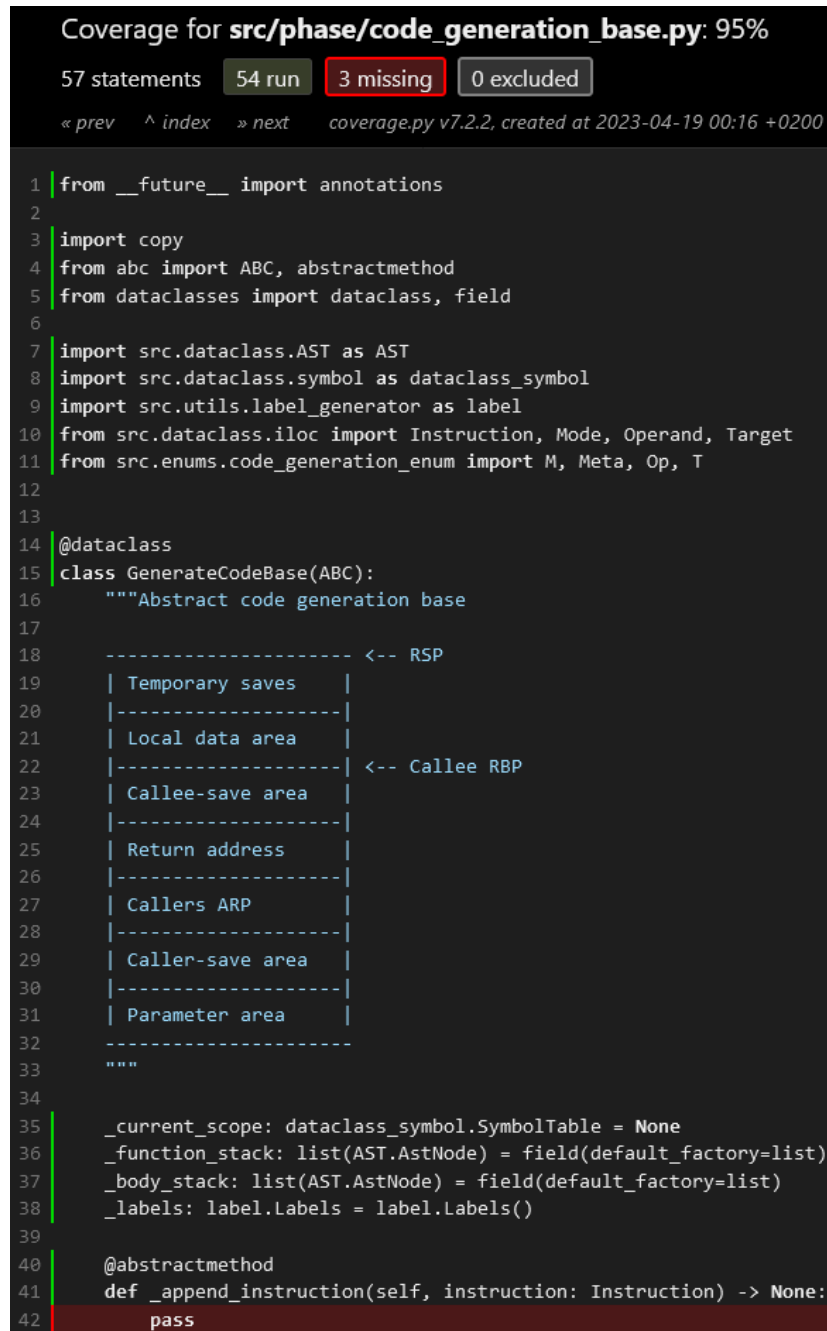 Coverage for src/phase/code_generation_base.py: 95%
57 statements 54 run 3 missing 0 excluded
« prev ^ index » next coverage.py v7.2.2, created at 2023-04-19 00:16 +0200
1 from __future__ import annotations
2
3 import copy
4 from abc import ABC, abstractmethod
5 from dataclasses import dataclass, field
6
7 import src.dataclass.AST as AST
8 import src.dataclass.symbol as dataclass_symbol
9 import src.utils.label_generator as label
10 from src.dataclass.iloc import Instruction, Mode, Operand, Target
11 from src.enums.code_generation_enum import M, Meta, Op, T
12
13
14 @dataclass
15 class GenerateCodeBase(ABC):
16     """Abstract code generation base
17
18     ---------------------- <-- RSP
19     | Temporary saves    |
20     |--------------------|
21     | Local data area    |
22     |--------------------| <-- Callee RBP
23     | Callee-save area   |
24     |--------------------|
25     | Return address     |
26     |--------------------|
27     | Callers ARP        |
28     |--------------------|
29     | Caller-save area   |
30     |--------------------|
31     | Parameter area     |
32     ----------------------
33     """
34
35     _current_scope: dataclass_symbol.SymbolTable = None
36     _function_stack: list(AST.AstNode) = field(default_factory=list)
37     _body_stack: list(AST.AstNode) = field(default_factory=list)
38     _labels: label.Labels = label.Labels()
39
40     @abstractmethod
41     def _append_instruction(self, instruction: Instruction) -> None:
42         pass